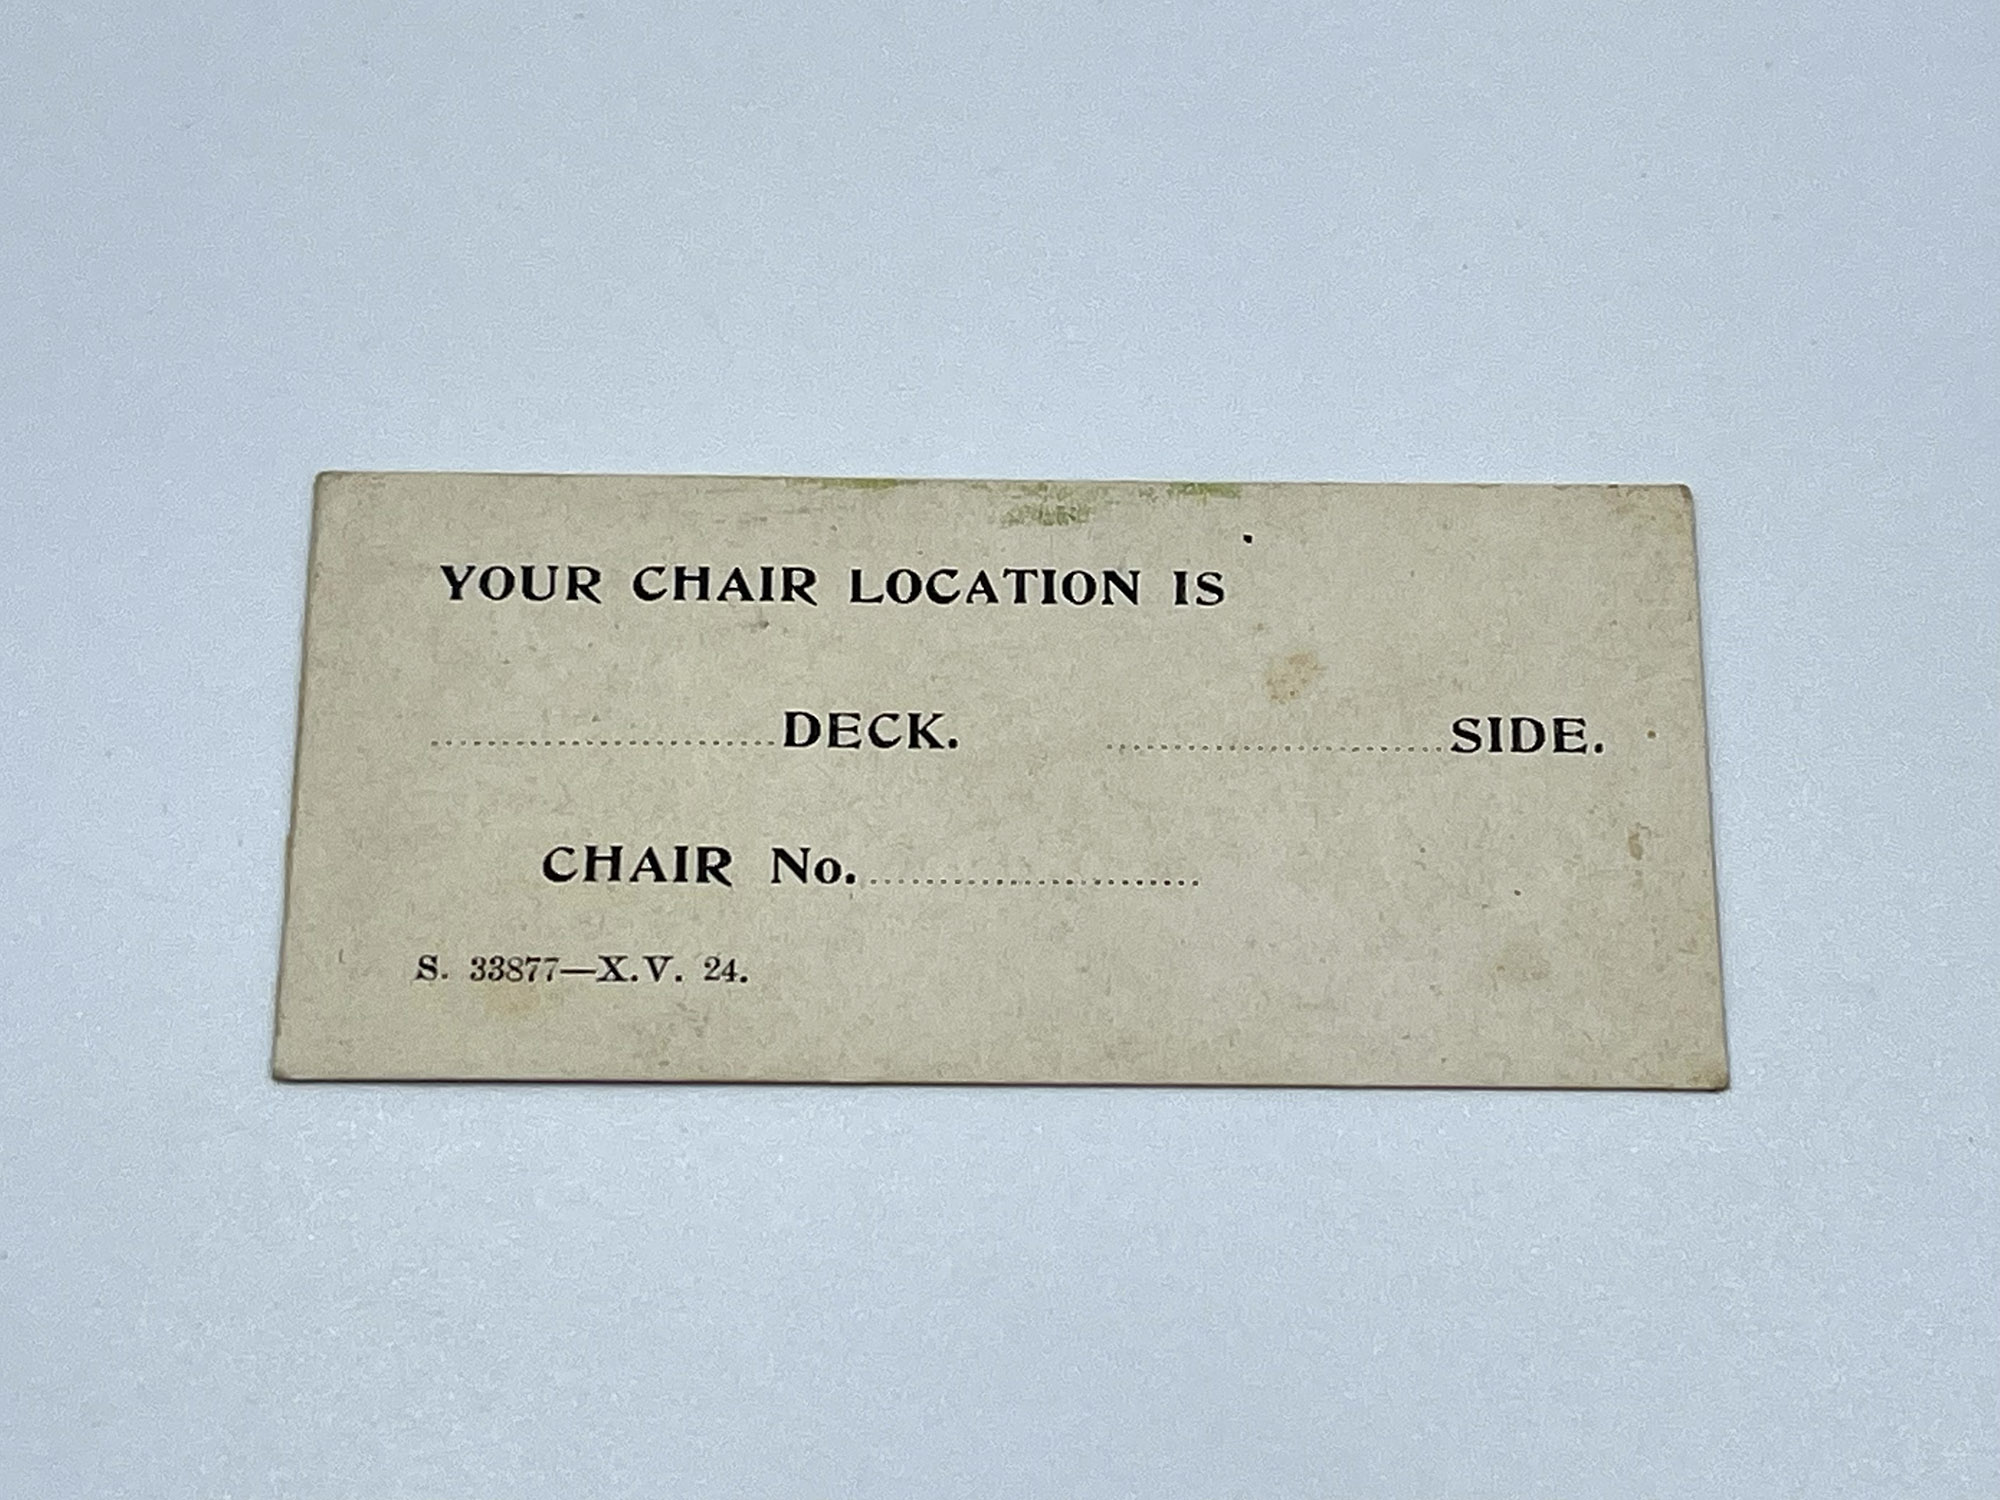 YOUR CHAIR LOCATION IS
....................DECK. ....................SIDE.
CHAIR No.....................
S. 33877—X.V. 24.